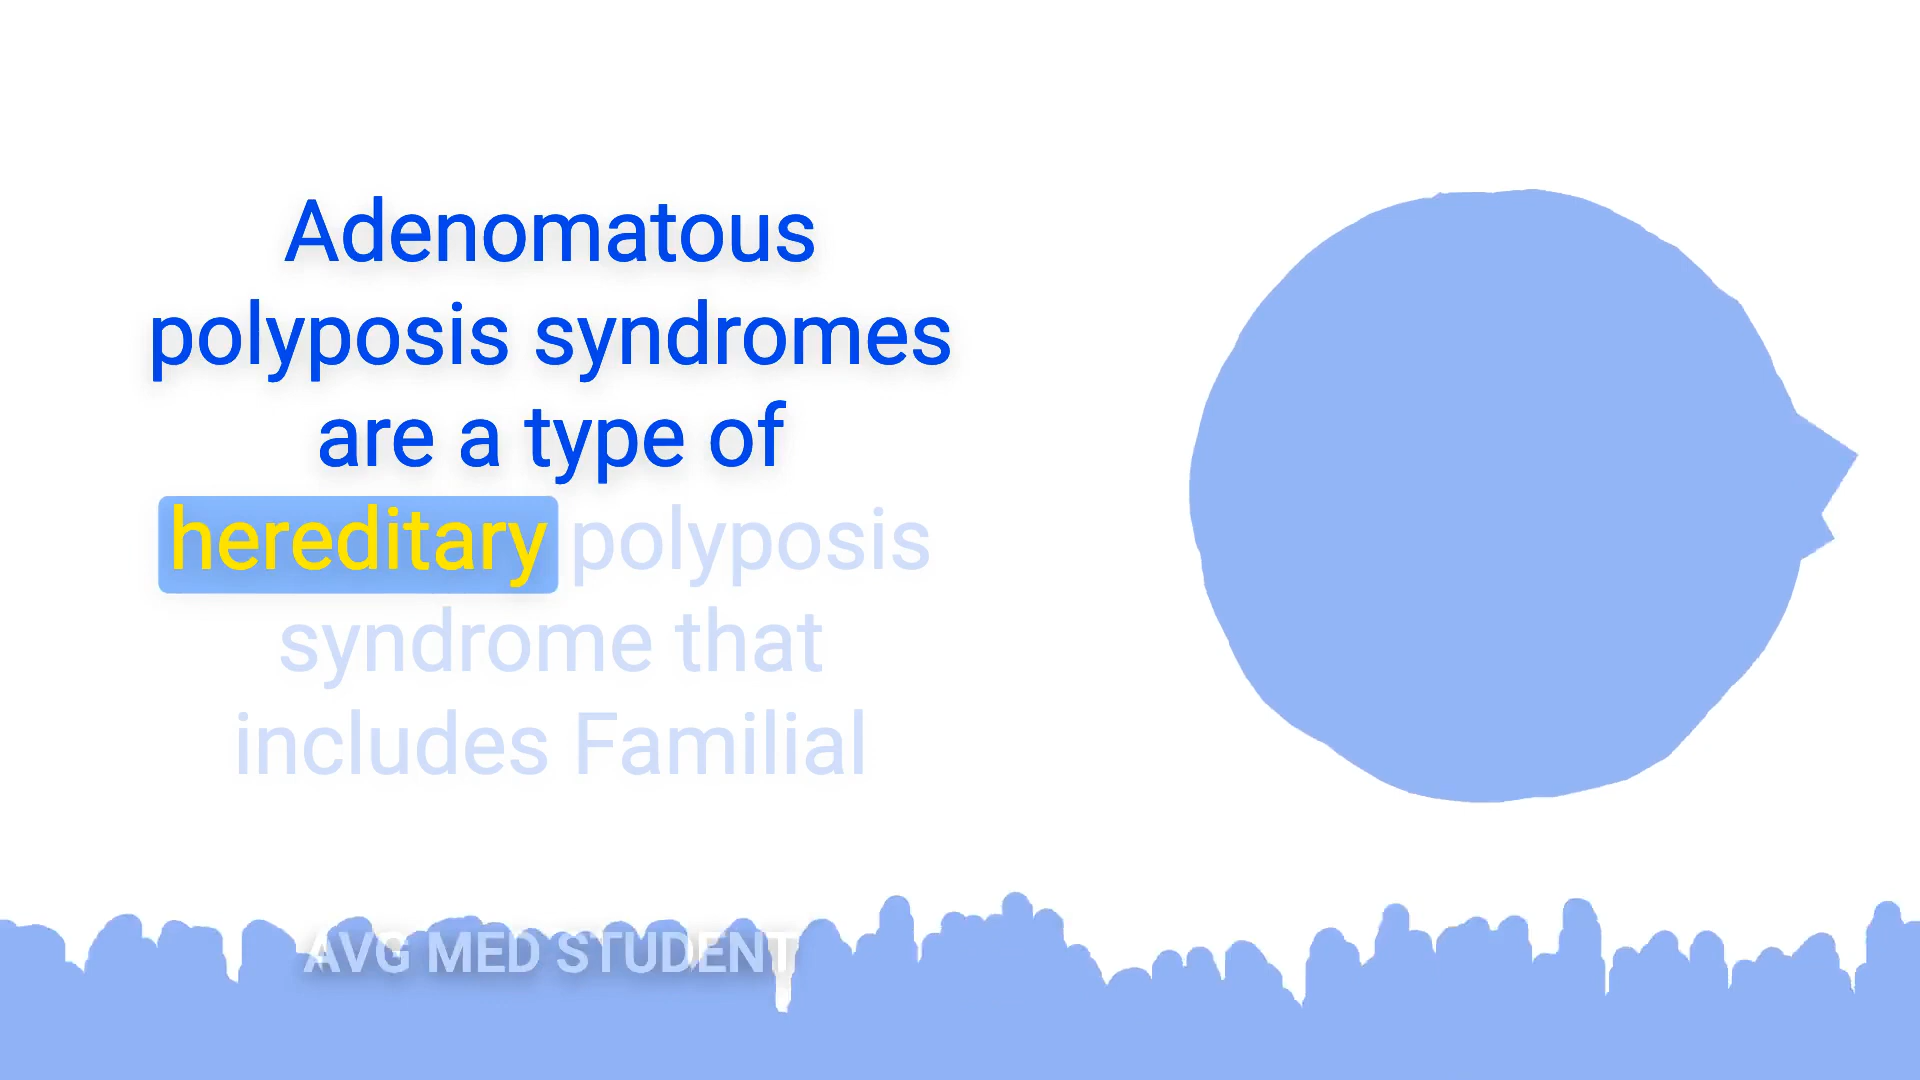 Adenomatous
polyposis syndromes
are a type of
hereditary polyposis
syndrome that
includes Familial
AVG MED STUDENT